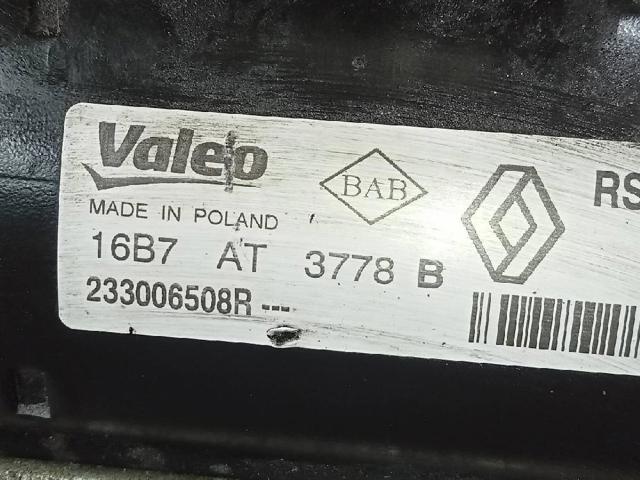 Valeo
BAB
RS
MADE IN POLAND
16B7 AT 3778 B
233006508R ---